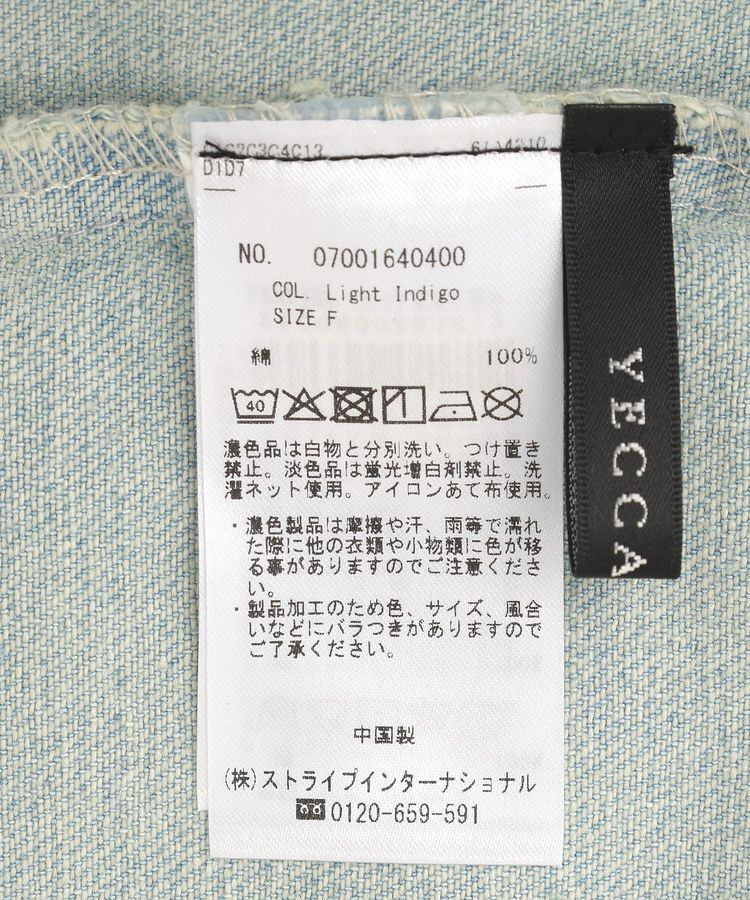 D1D7
NO. 07001640400
COL. Light Indigo
SIZE F
綿 100%
40
濃色品は白物と分別洗い。つけ置き
禁止。淡色品は蛍光増白剤禁止。洗
濯ネット使用。アイロンあて布使用。
・濃色製品は摩擦や汗、雨等で濡れ
た際に他の衣類や小物類に色が移
る事がありますのでご注意くださ
い。
・製品加工のため色、サイズ、風合
いなどにバラつきがありますので
ご了承ください。
中国製
(株)ストライプインターナショナル
0120-659-591
YECCA